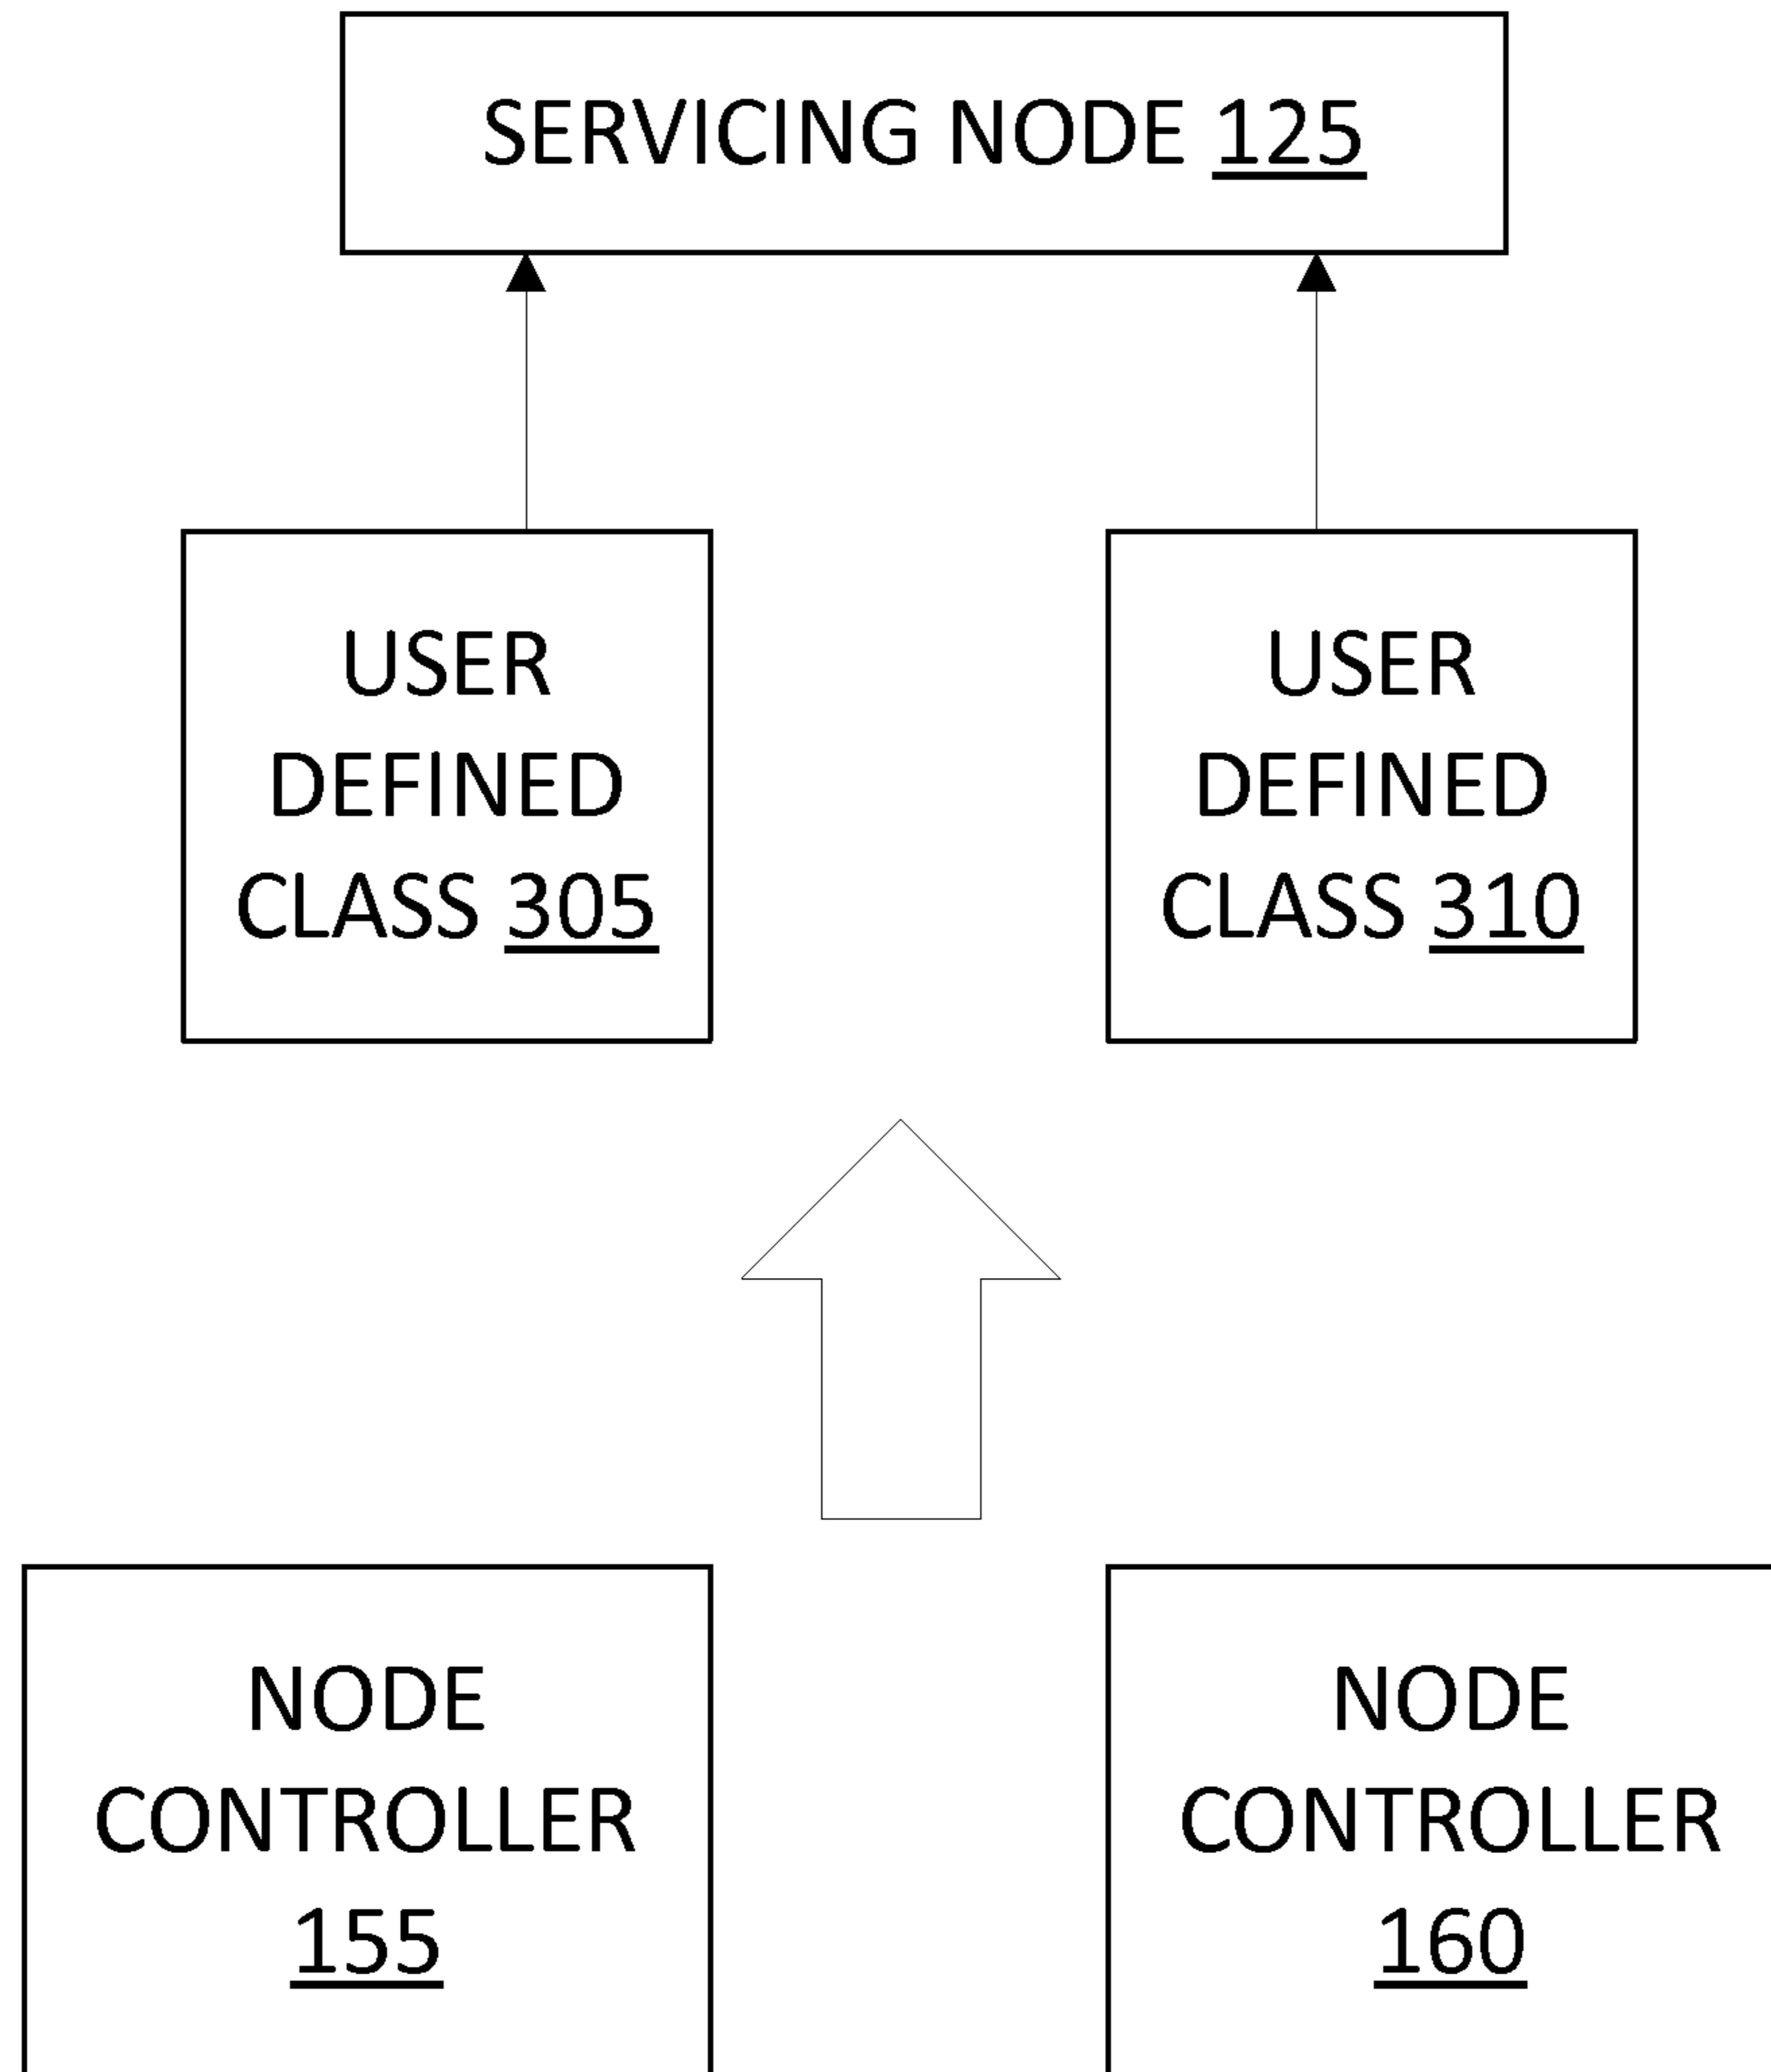 SERVICING NODE 125
USER
DEFINED
CLASS 305
USER
DEFINED
CLASS 310
NODE
CONTROLLER
155
NODE
CONTROLLER
160